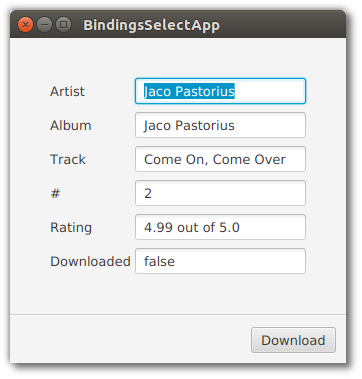 BindingsSelectApp
Artist Jaco Pastorius
Album Jaco Pastorius
Track Come On, Come Over
# 2
Rating 4.99 out of 5.0
Downloaded false
Download